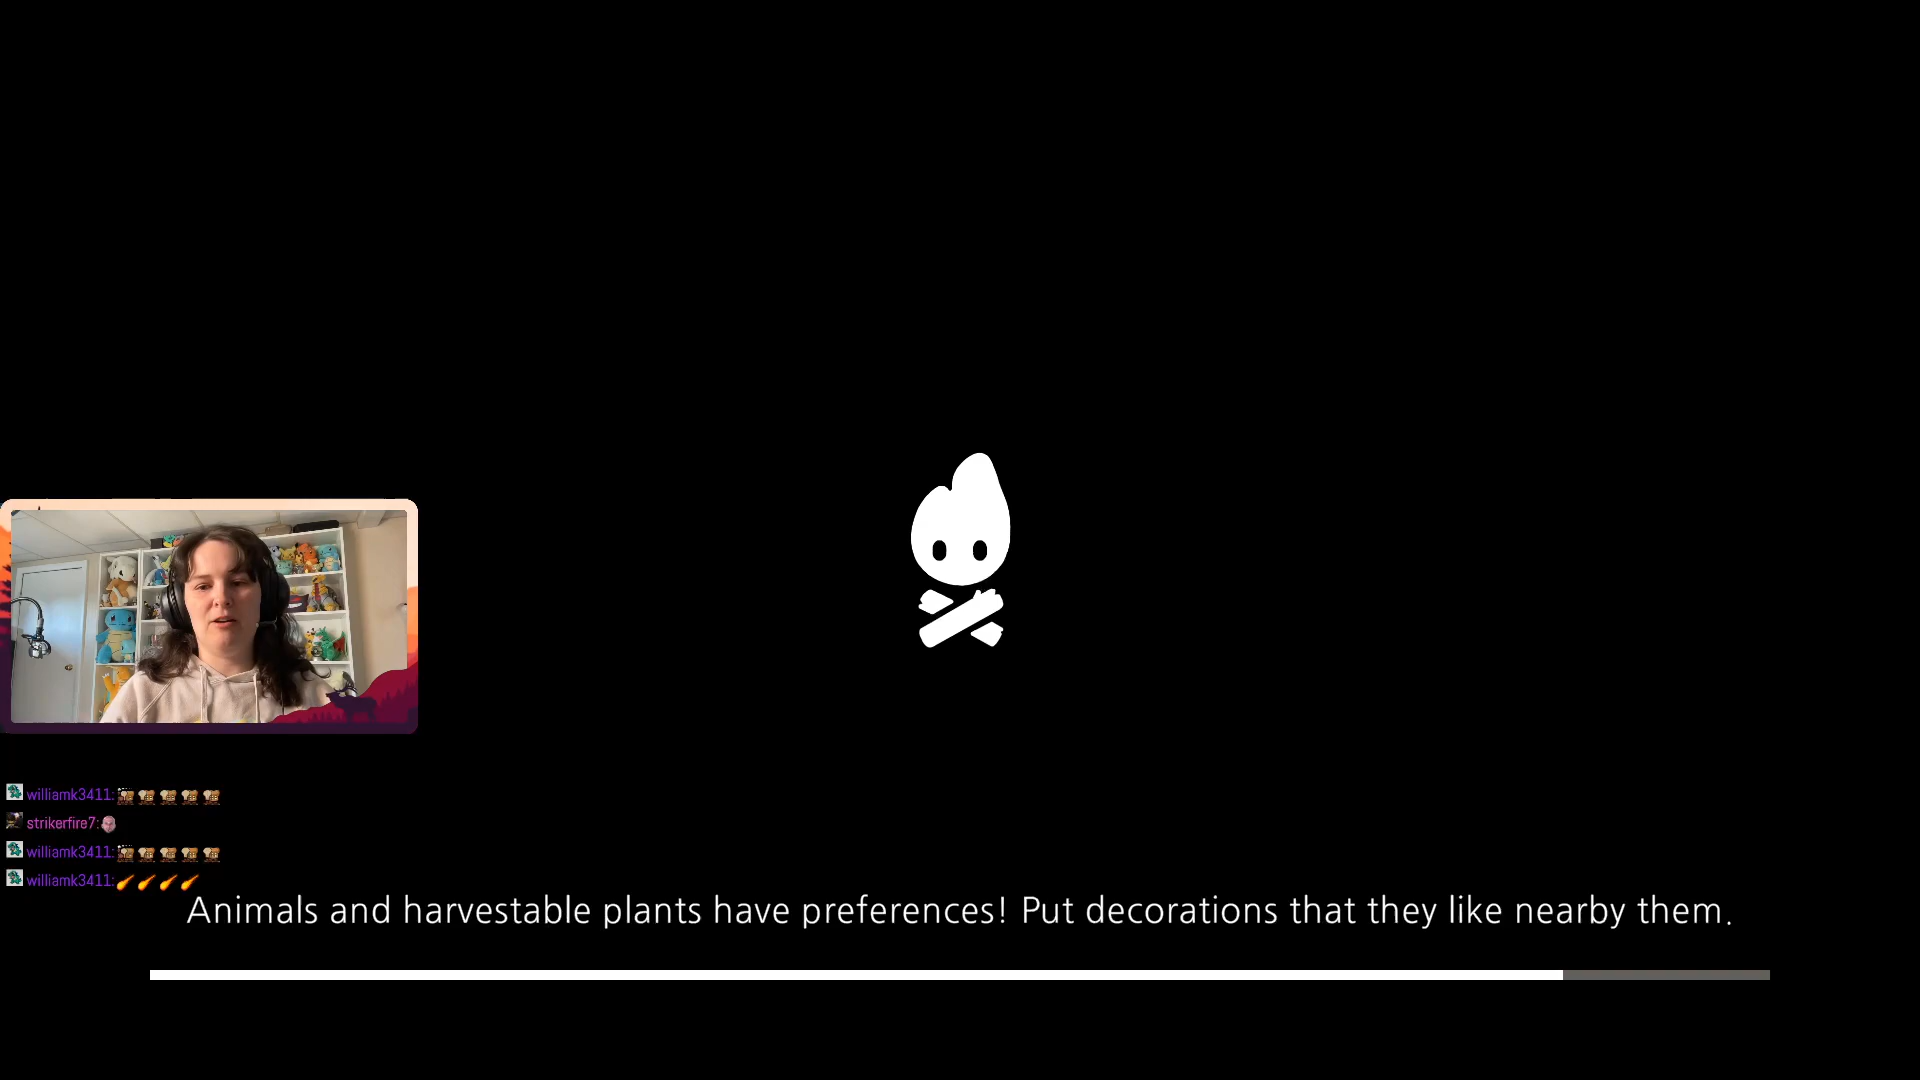 williamk3411:
strikerfire7:
williamk3411:
williamk3411:
Animals and harvestable plants have preferences! Put decorations that they like nearby them.